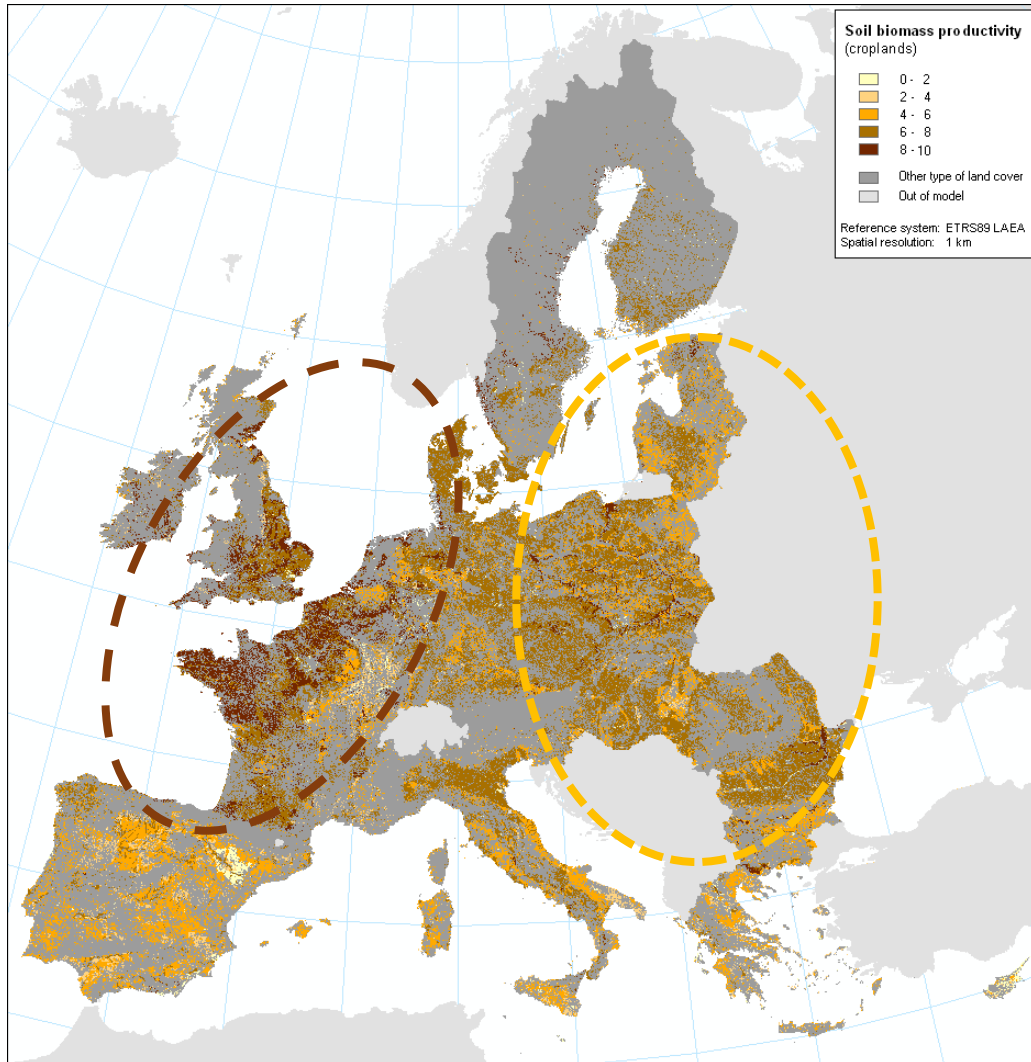 Soil biomass productivity
(croplands)
0 - 2
2 - 4
4 - 6
6 - 8
8 - 10
Other type of land cover
Out of model
Reference system: ETRS89 LAEA
Spatial resolution: 1 km